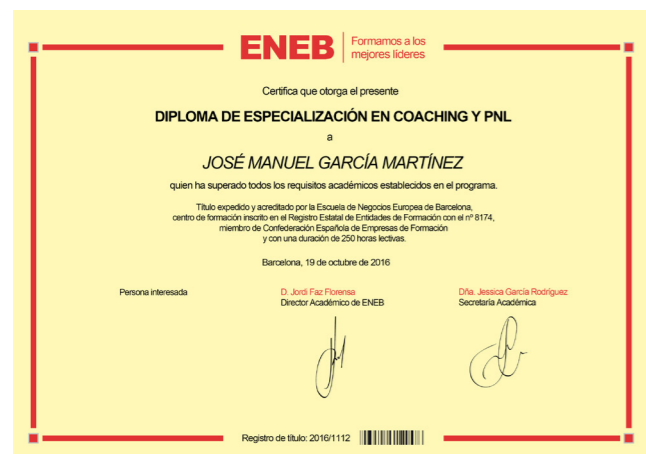 ENEB
Formamos a los
mejores líderes
Certifica que otorga el presente
DIPLOMA DE ESPECIALIZACIÓN EN COACHING Y PNL
a
JOSÉ MANUEL GARCÍA MARTÍNEZ
quien ha superado todos los requisitos académicos establecidos en el programa.
Título expedido y acreditado por la Escuela de Negocios Europea de Barcelona,
centro de formación inscrito en el Registro Estatal de Entidades de Formación con el nº 8174,
miembro de Confederación Española de Empresas de Formación
y con una duración de 250 horas lectivas.
Barcelona, 19 de octubre de 2016
Persona interesada
D. Jordi Faz Florensa
Director Académico de ENEB
Dña. Jessica García Rodríguez
Secretaría Académica
Registro de título: 2016/1112